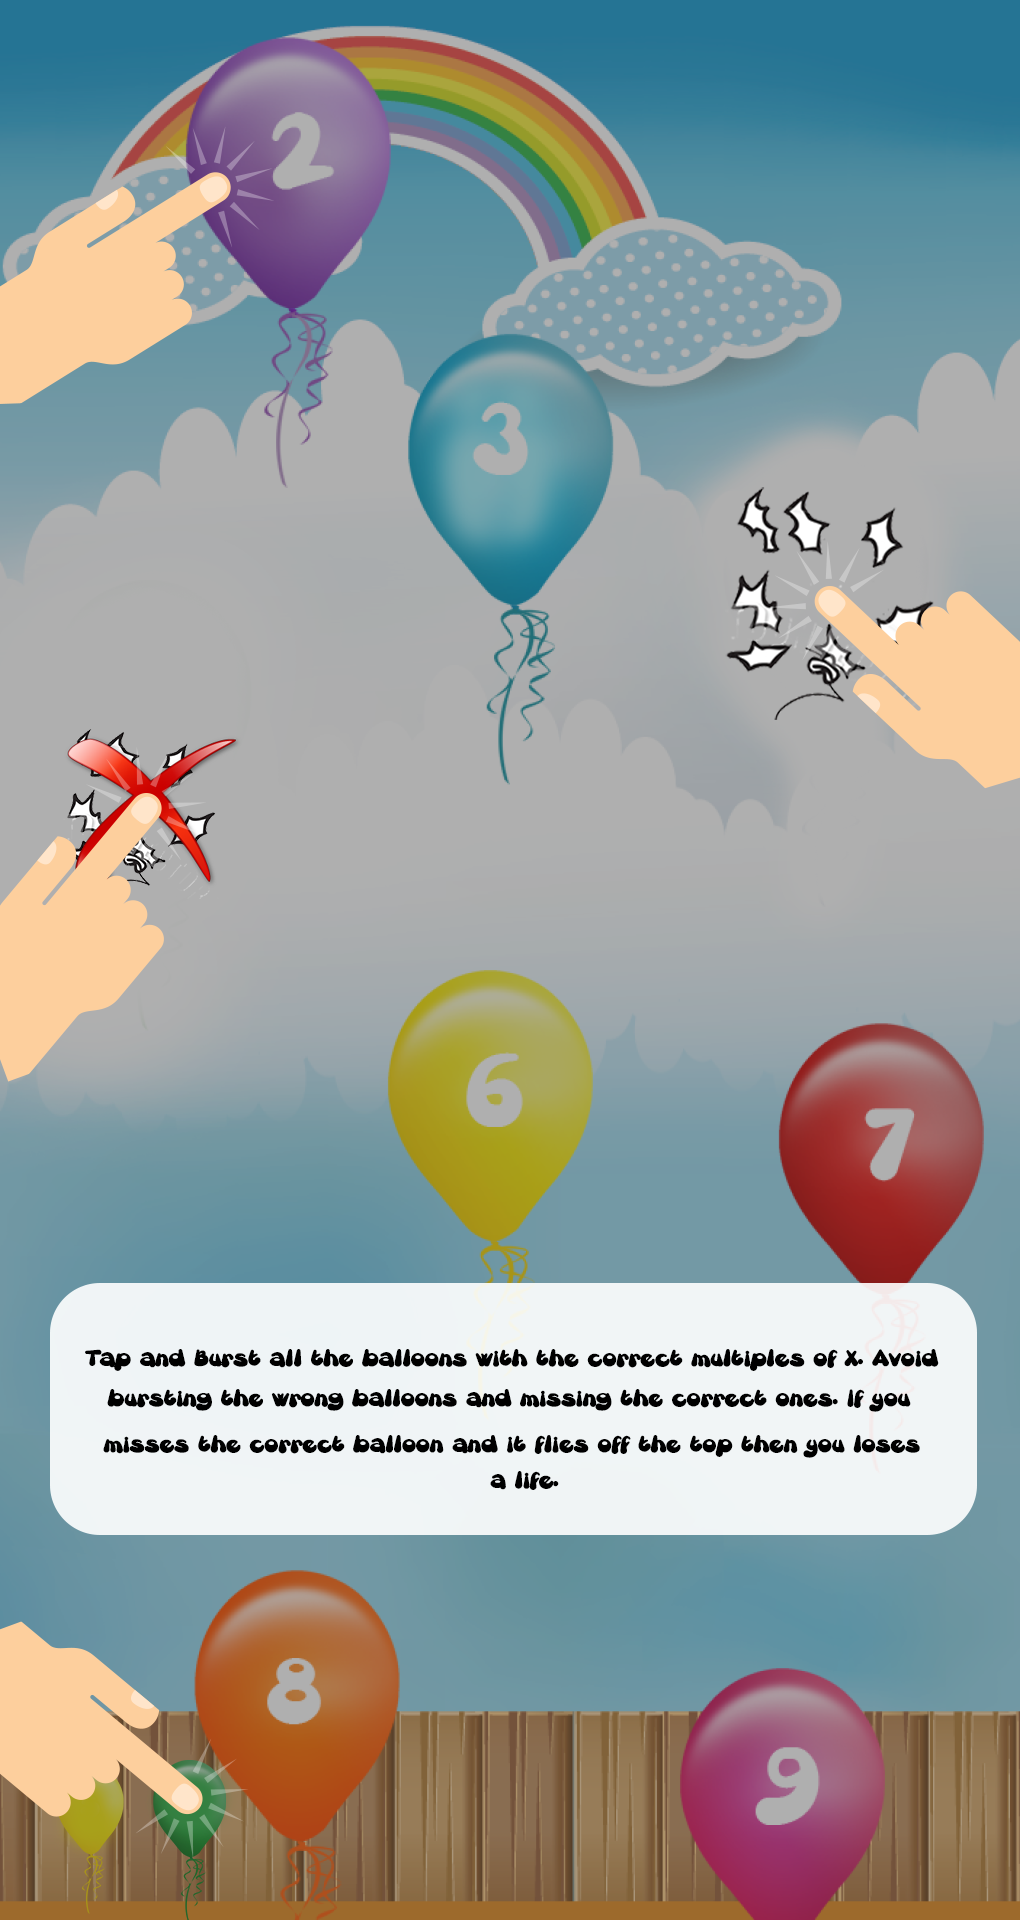 2
3
6
7
Tap and Burst all the balloons with the correct multiples of X. Avoid
bursting the wrong balloons and missing the correct ones. If you
misses the correct balloon and it flies off the top then you loses
a life.
8
9